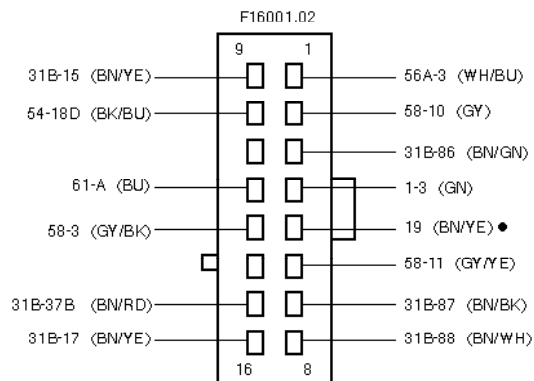 F16001.02
9 1
31B-15 (BN/YE) 56A-3 (WH/BU)
54-18D (BK/BU) 58-10 (GY)
31B-86 (BN/GN)
61-A (BU) 1-3 (GN)
58-3 (GY/BK) 19 (BN/YE) ●
58-11 (GY/YE)
31B-37B (BN/RD) 31B-87 (BN/BK)
31B-17 (BN/YE) 31B-88 (BN/WH)
16 8